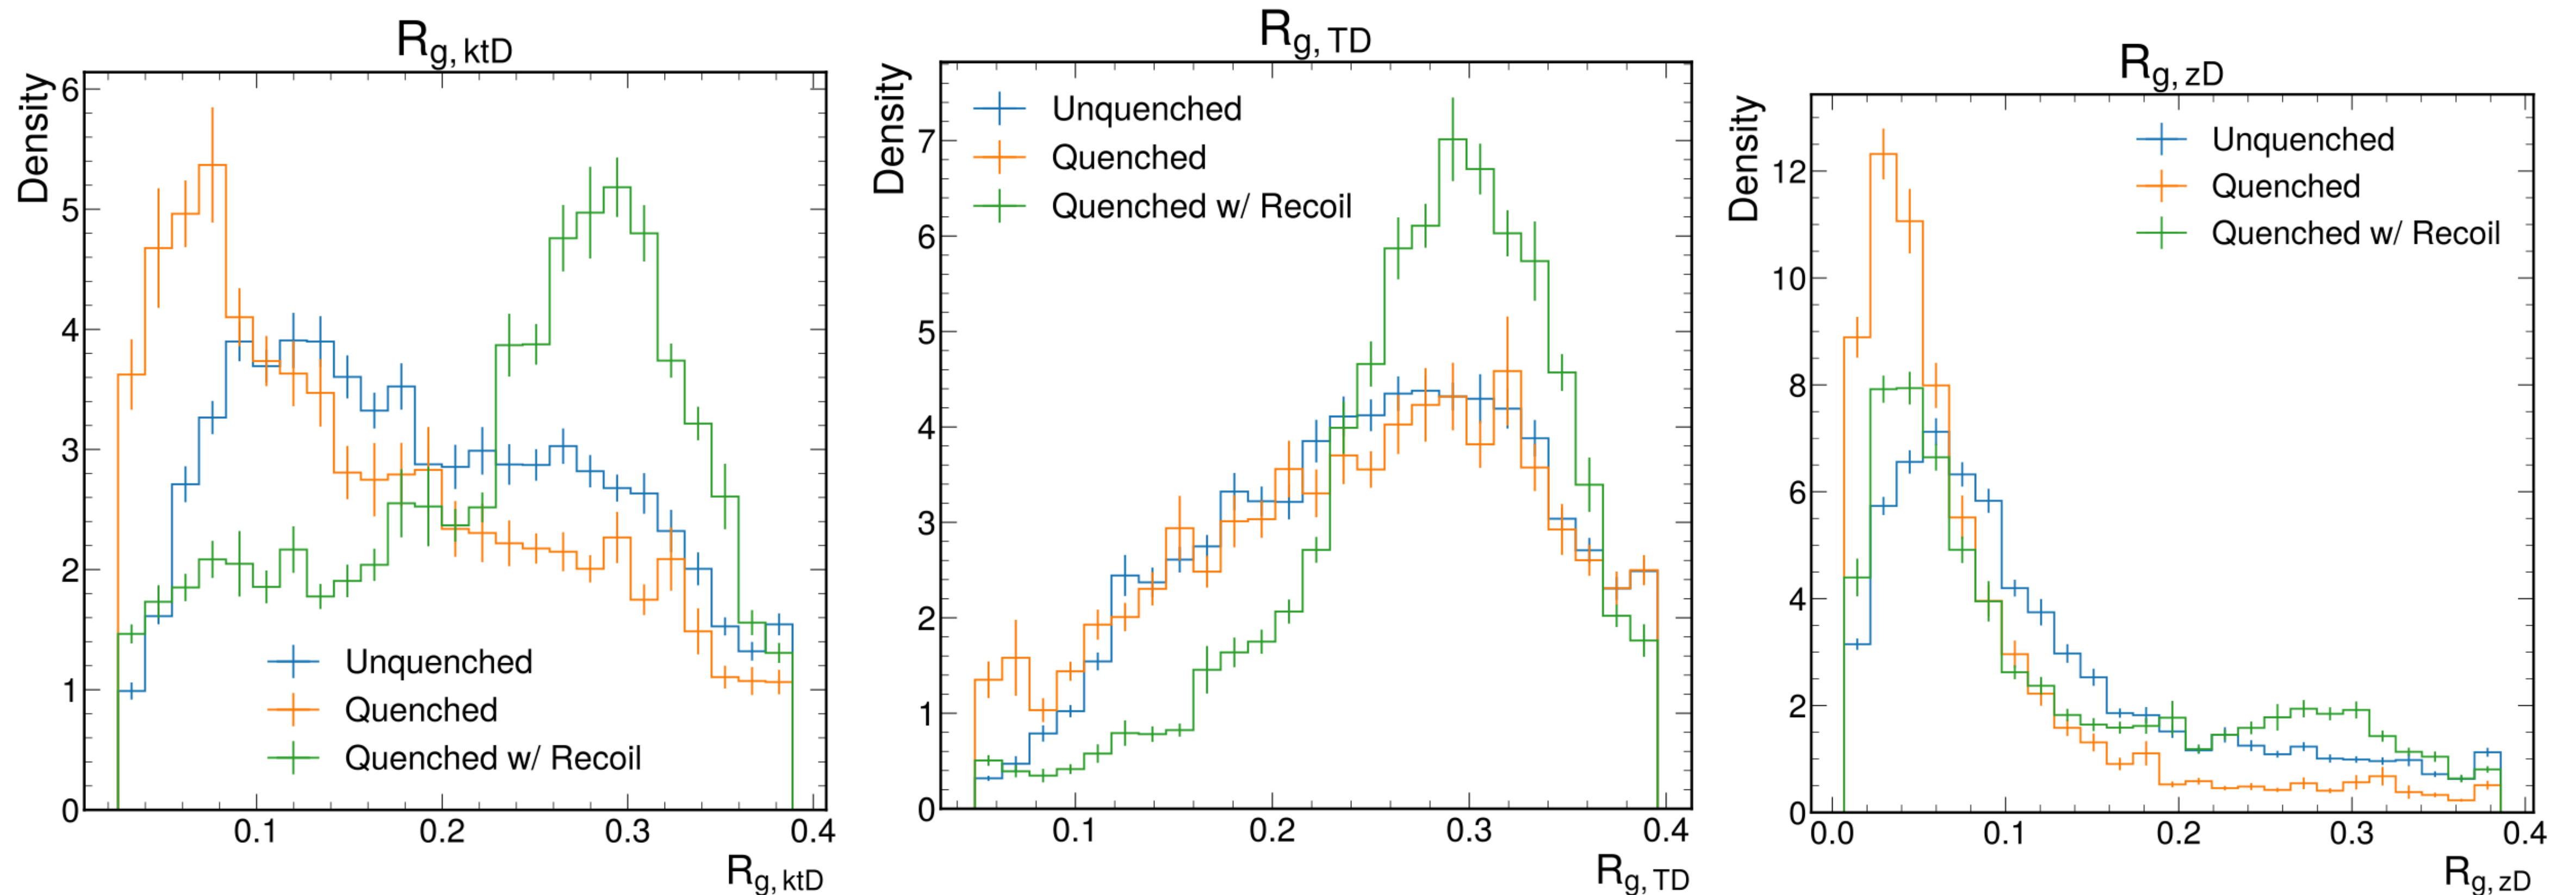 R_g, ktD
Density
6
5
4
3
2
1
0
Unquenched
Quenched
Quenched w/ Recoil
0.1 0.2 0.3 0.4
R_g, ktD
R_g, TD
Density
7
6
5
4
3
2
1
0
Unquenched
Quenched
Quenched w/ Recoil
0.1 0.2 0.3 0.4
R_g, TD
R_g, zD
Density
12
10
8
6
4
2
0
Unquenched
Quenched
Quenched w/ Recoil
0.0 0.1 0.2 0.3 0.4
R_g, zD